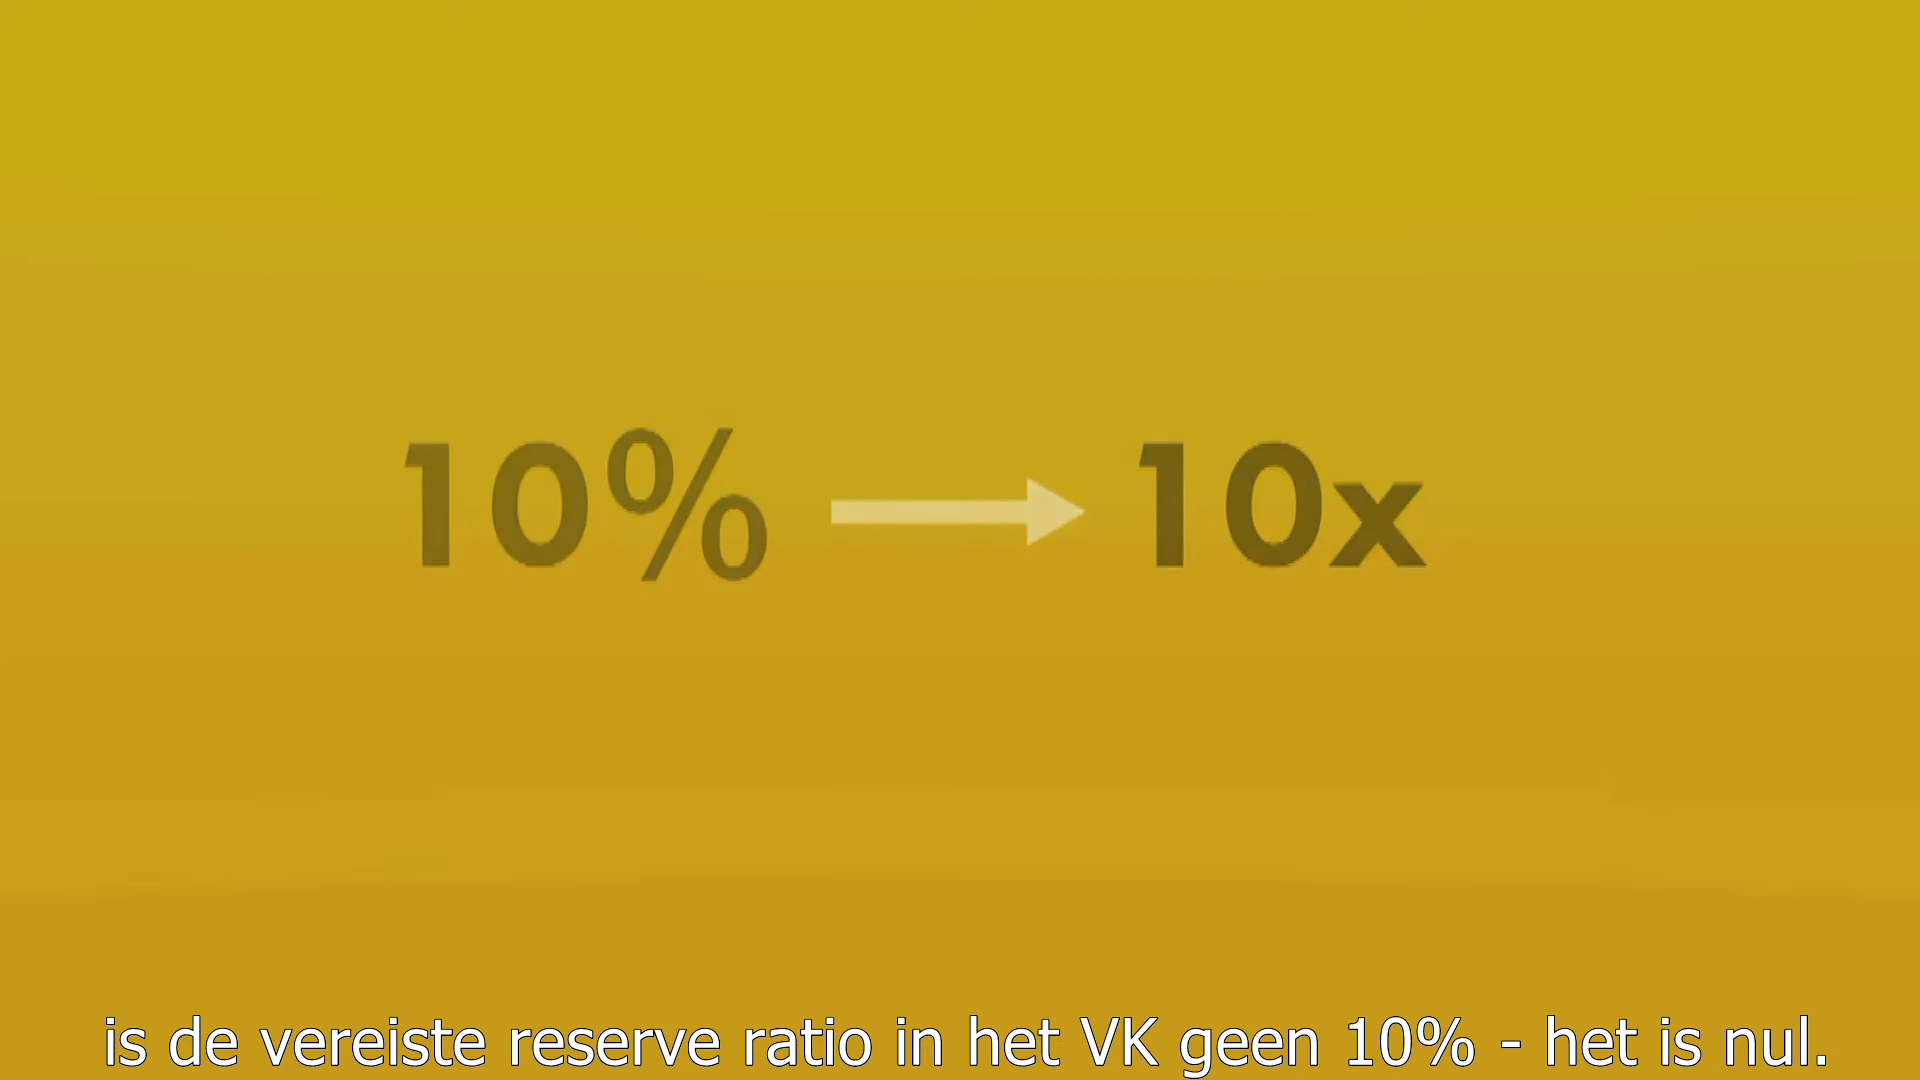 10% 10x
is de vereiste reserve ratio in het VK geen 10% - het is nul.